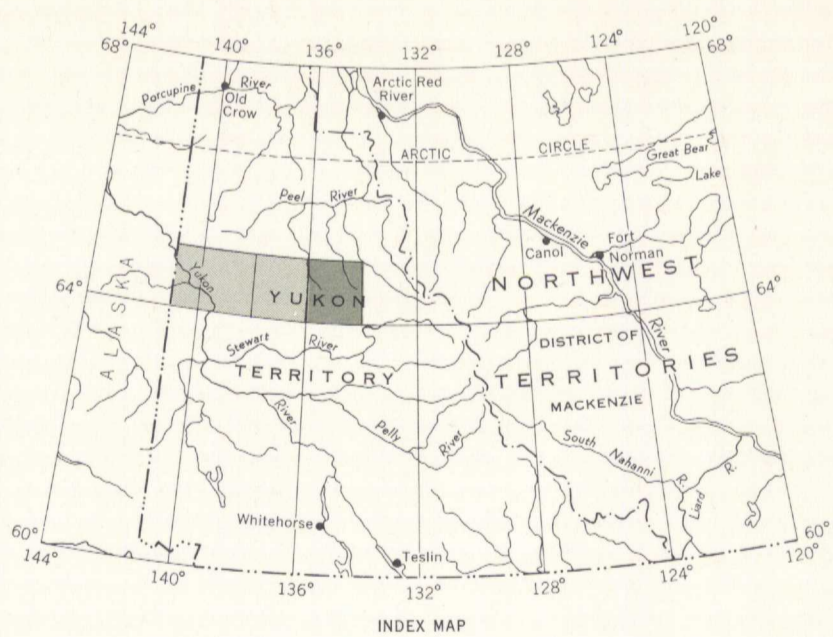 144°
68°
140°
136°
132°
128°
124°
120°
68°
Porcupine River
Old
Crow
Arctic Red
River
ARCTIC CIRCLE
Great Bear
Lake
Peel River
Mackenzie
Canol
Fort
Norman
NORTHWEST
64°
Yukon
YUKON
64°
ALASKA
Stewart River
TERRITORY
DISTRICT OF
TERRITORIES
MACKENZIE
River
River
Pelly River
South Nahanni R.
Liard R.
Whitehorse
Teslin
60°
144°
140°
136°
132°
128°
124°
60°
120°
INDEX MAP